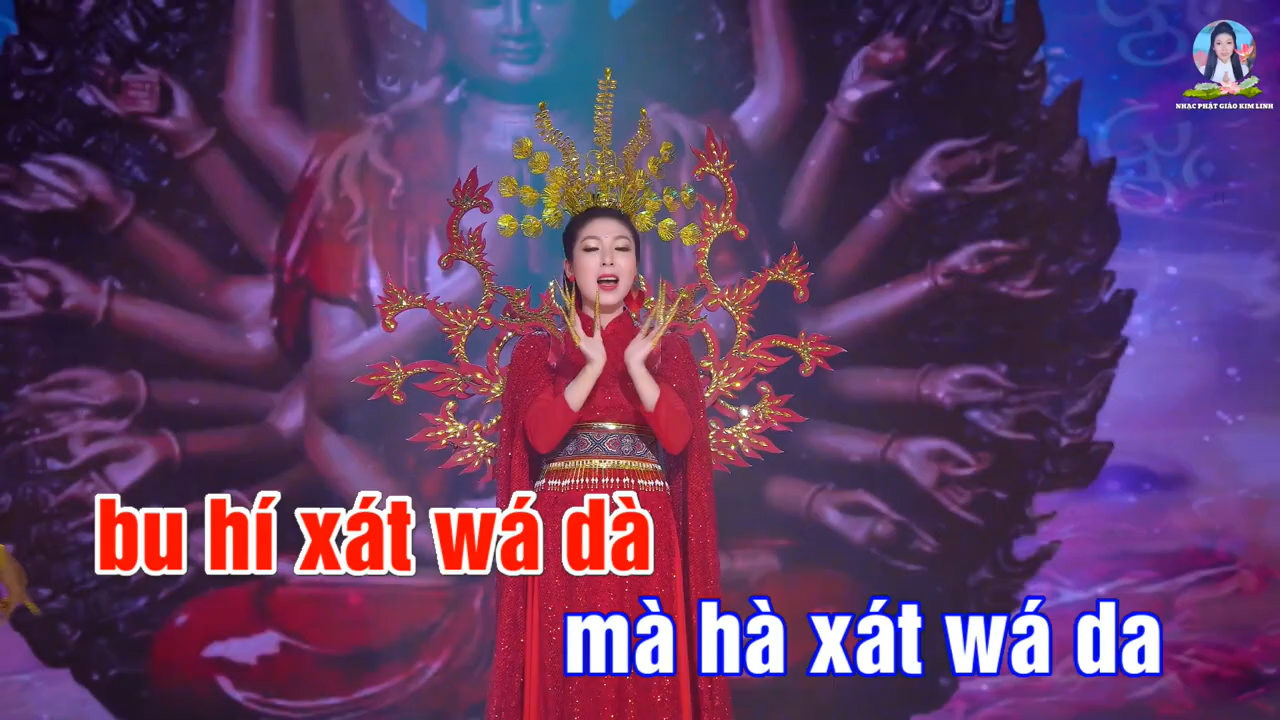 NHẠC PHẬT GIÁO KIM LINH
bu hí xát wá dà
mà hà xát wá da